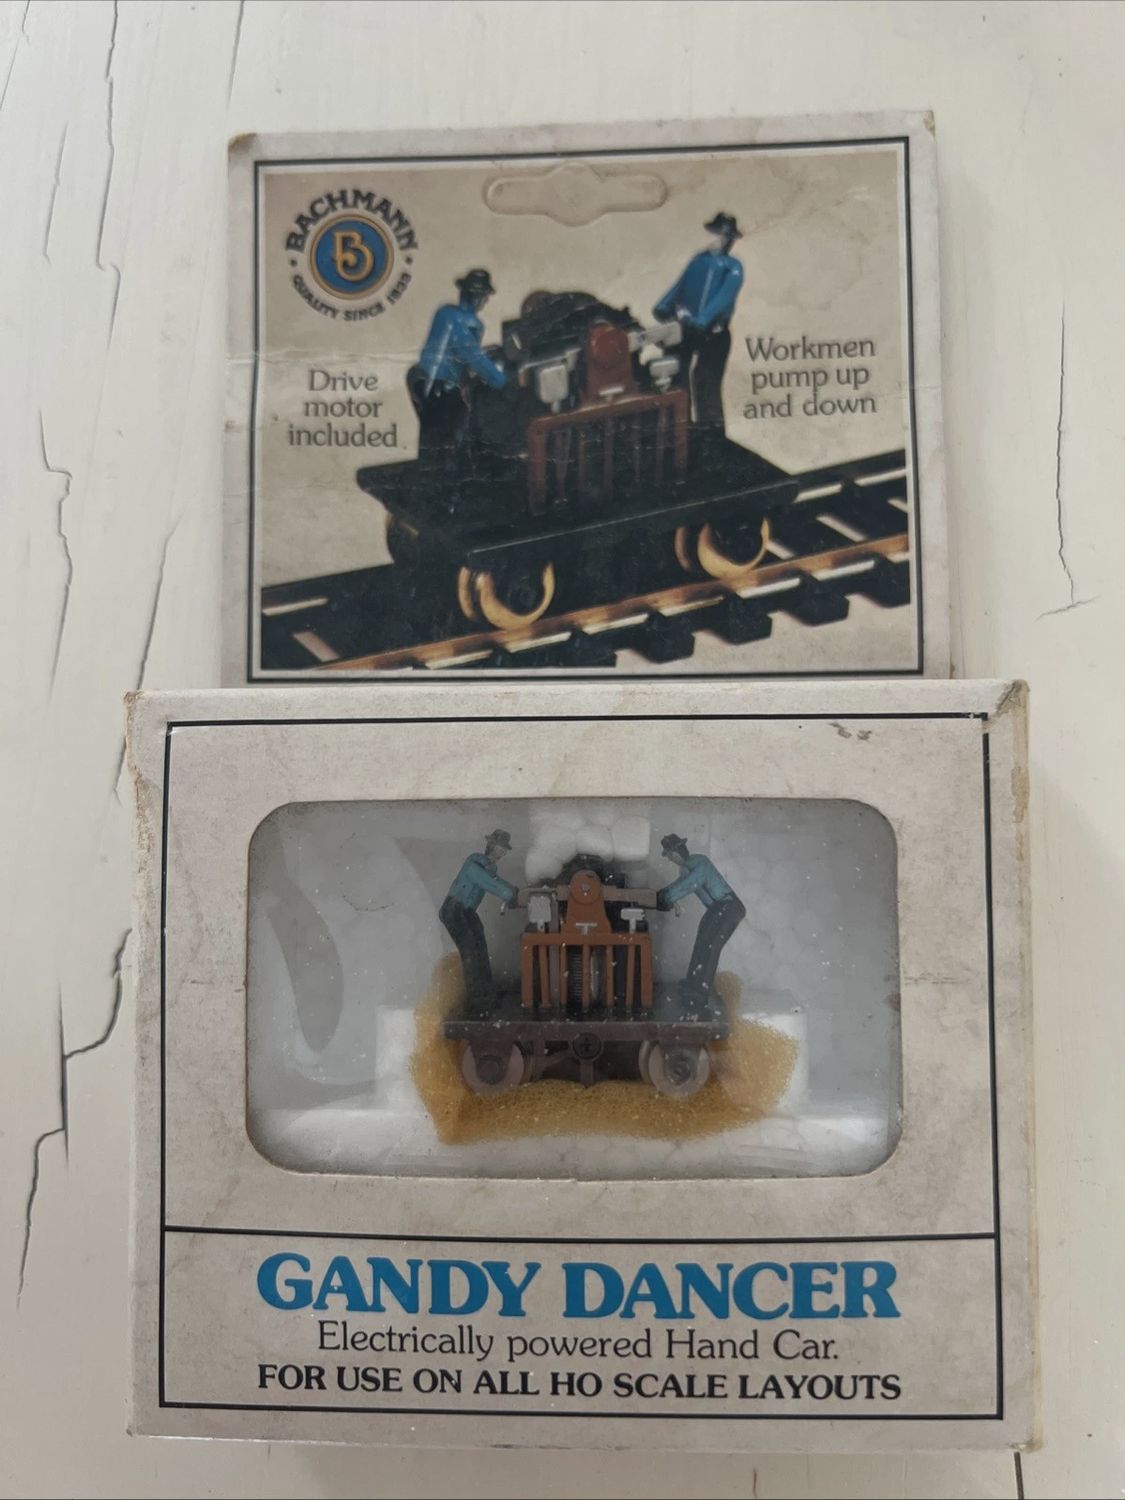 BACHMANN
B
QUALITY SINCE 1833
Drive
motor
included
Workmen
pump up
and down
GANDY DANCER
Electrically powered Hand Car.
FOR USE ON ALL HO SCALE LAYOUTS